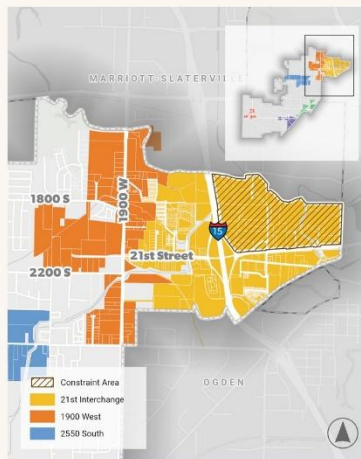 MARRIOTT-SLATERVILLE
1800 S
1900 W
15
21st Street
2200 S
OGDEN
Constraint Area
21st Interchange
1900 West
2550 South